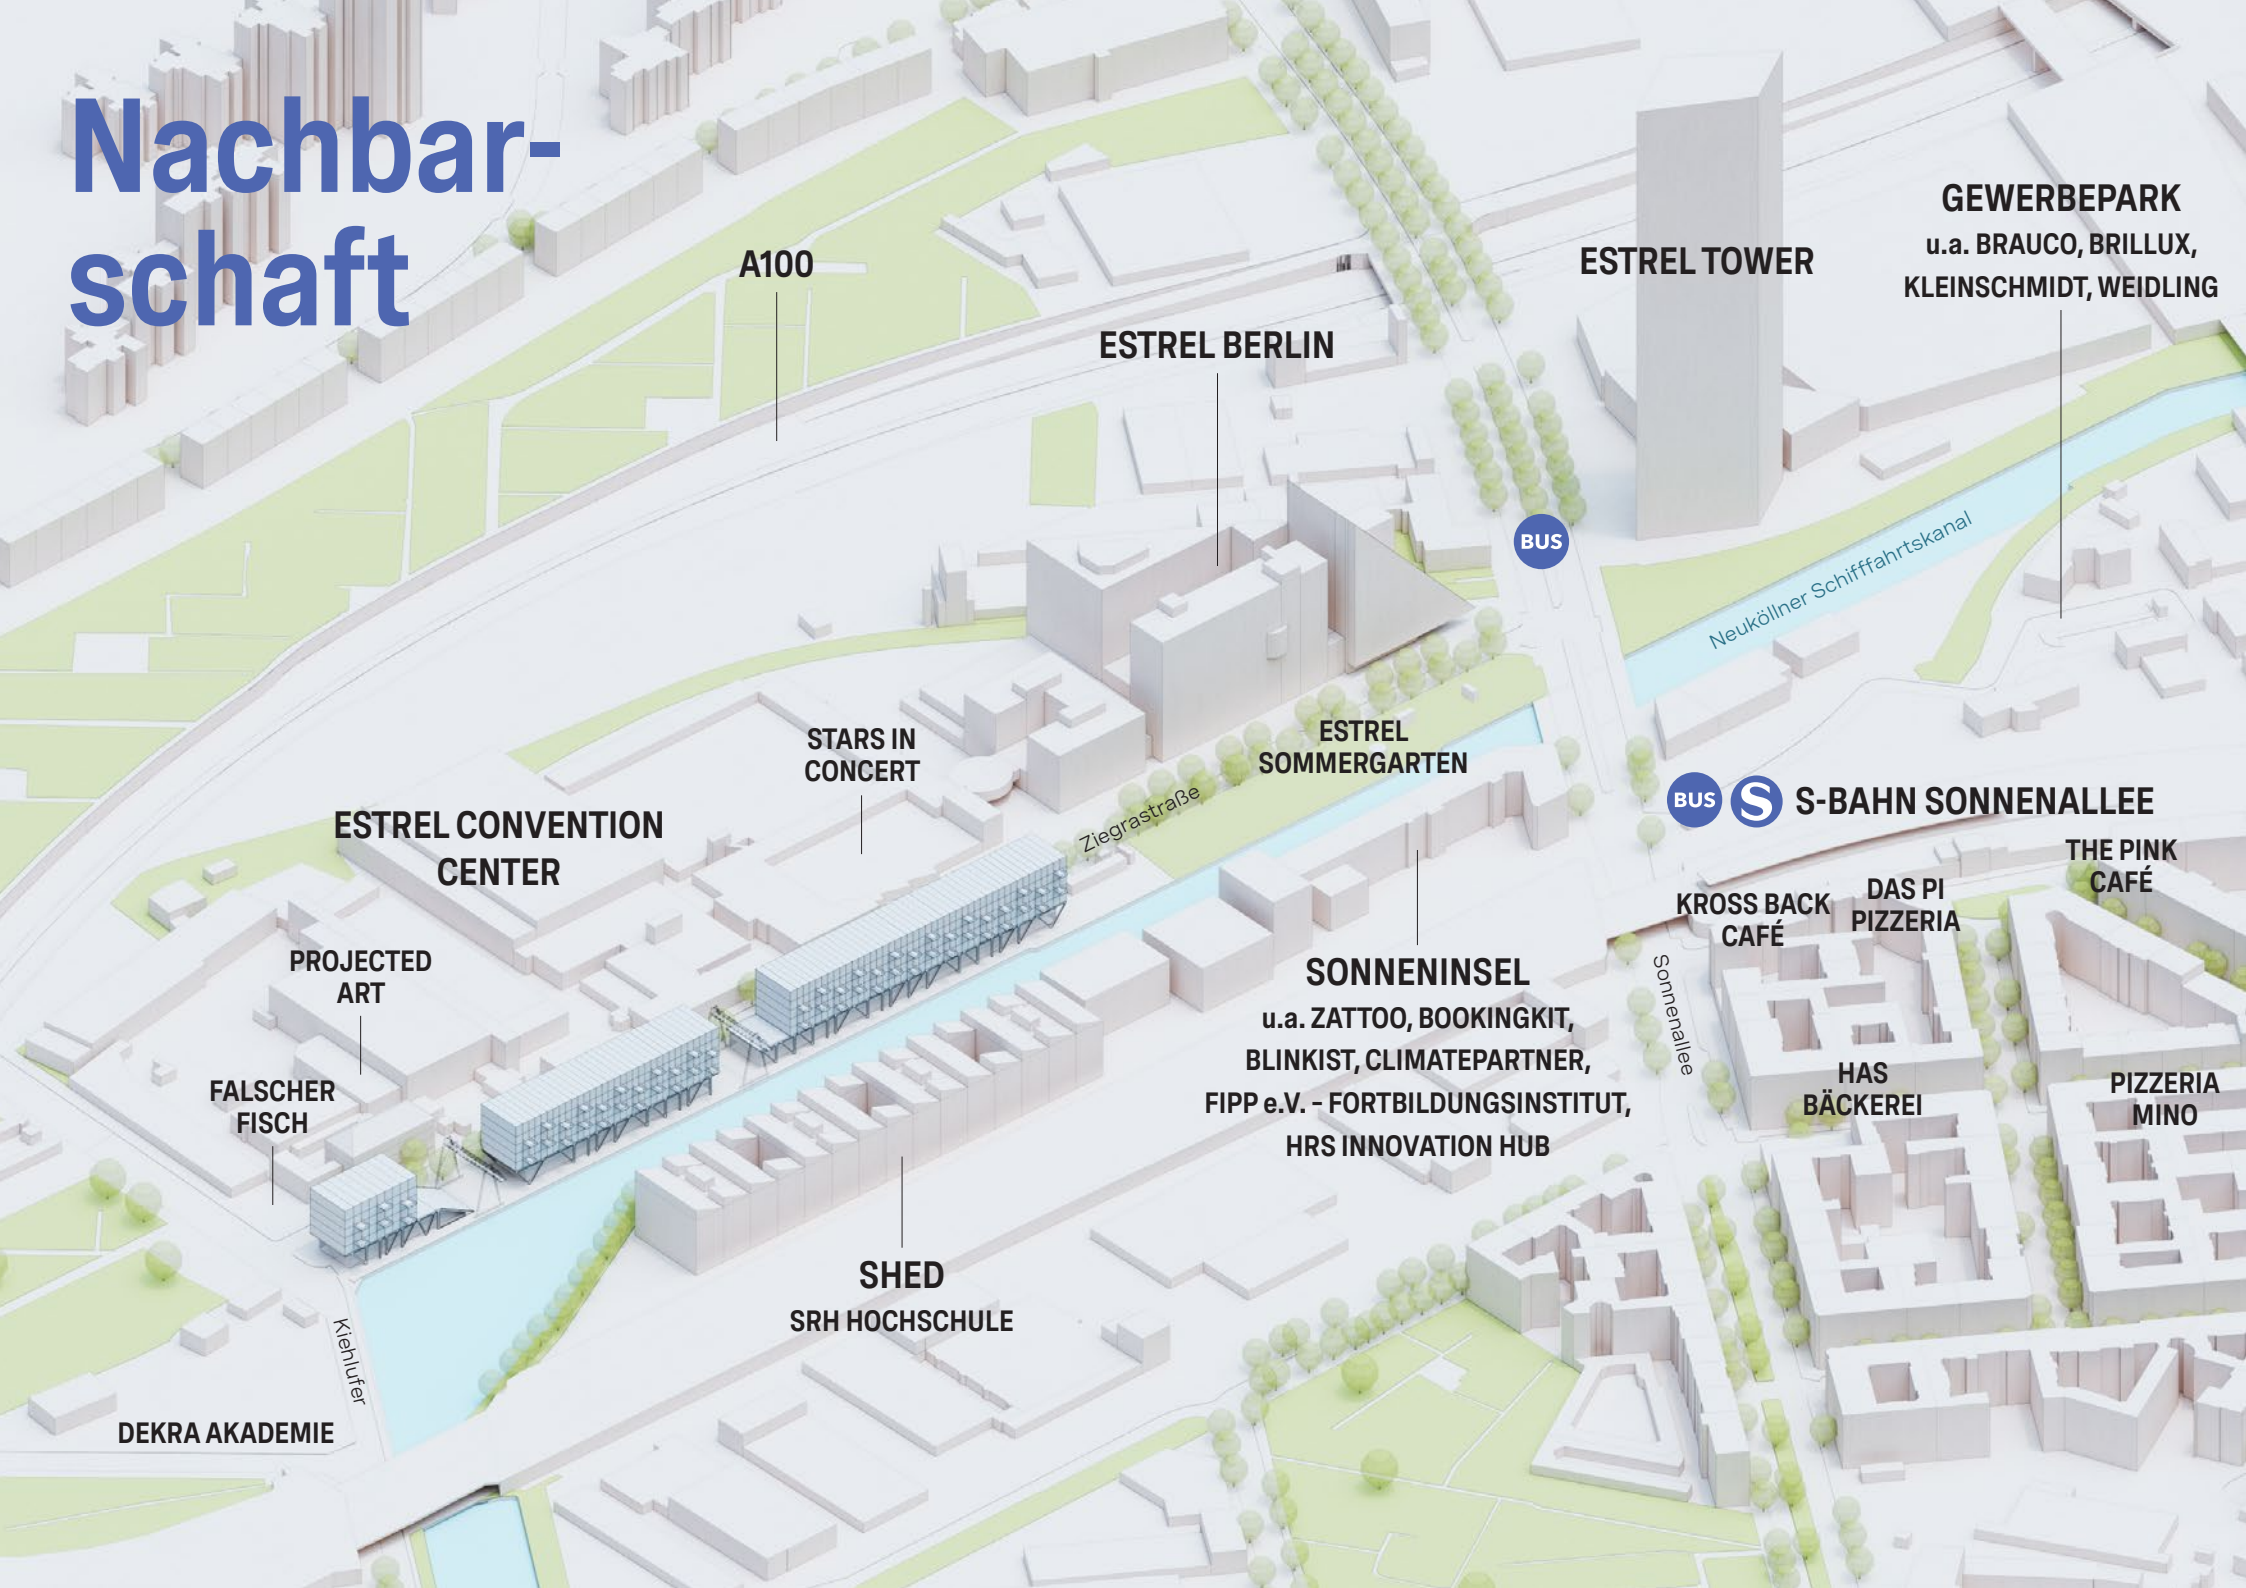 Nachbar-
schaft
A100
ESTREL BERLIN
ESTREL TOWER
GEWERBEPARK
u.a. BRAUCO, BRILLUX,
KLEINSCHMIDT, WEIDLING
BUS
Neuköllner Schifffahrtskanal
STARS IN
CONCERT
ESTREL
SOMMERGARTEN
Ziegrastraße
ESTREL CONVENTION
CENTER
BUS
S
S-BAHN SONNENALLEE
THE PINK
CAFÉ
KROSS BACK
CAFÉ
DAS PI
PIZZERIA
PROJECTED
ART
SONNENINSEL
u.a. ZATTOO, BOOKINGKIT,
BLINKIST, CLIMATEPARTNER,
FIPP e.V. - FORTBILDUNGSINSTITUT,
HRS INNOVATION HUB
Sonnenallee
HAS
BÄCKEREI
PIZZERIA
MINO
FALSCHER
FISCH
SHED
SRH HOCHSCHULE
Kiehlufer
DEKRA AKADEMIE